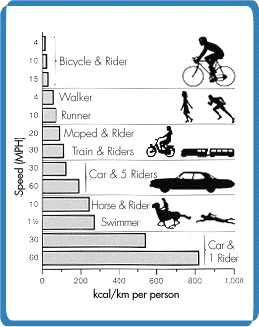 4
10 Bicycle & Rider
15
4 Walker
10 Runner
20 Moped & Rider
30 Train & Riders
30 Car & 5 Riders
60
10 Horse & Rider
1½ Swimmer
30 Car &
60 1 Rider
Speed (MPH)
0 200 400 600 800 1,000
kcal/km per person